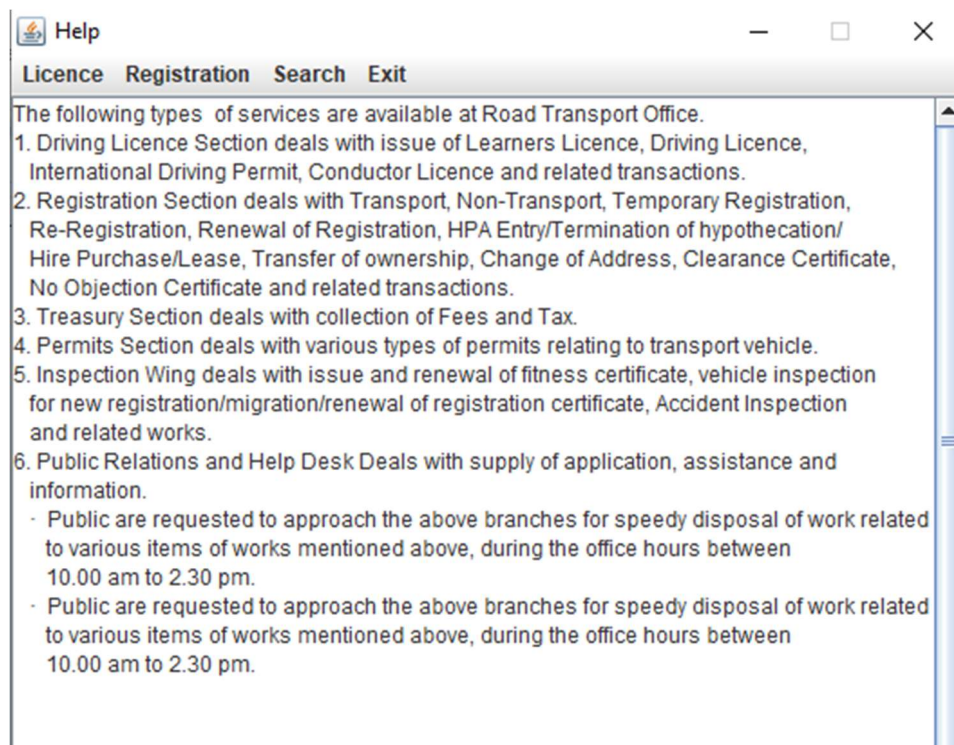 Help
Licence Registration Search Exit
The following types  of services are available at Road Transport Office.
1. Driving Licence Section deals with issue of Learners Licence, Driving Licence,
International Driving Permit, Conductor Licence and related transactions.
2. Registration Section deals with Transport, Non-Transport, Temporary Registration,
Re-Registration, Renewal of Registration, HPA Entry/Termination of hypothecation/
Hire Purchase/Lease, Transfer of ownership, Change of Address, Clearance Certificate,
No Objection Certificate and related transactions.
3. Treasury Section deals with collection of Fees and Tax.
4. Permits Section deals with various types of permits relating to transport vehicle.
5. Inspection Wing deals with issue and renewal of fitness certificate, vehicle inspection
for new registration/migration/renewal of registration certificate, Accident Inspection
and related works.
6. Public Relations and Help Desk Deals with supply of application, assistance and
information.
· Public are requested to approach the above branches for speedy disposal of work related
to various items of works mentioned above, during the office hours between
10.00 am to 2.30 pm.
· Public are requested to approach the above branches for speedy disposal of work related
to various items of works mentioned above, during the office hours between
10.00 am to 2.30 pm.